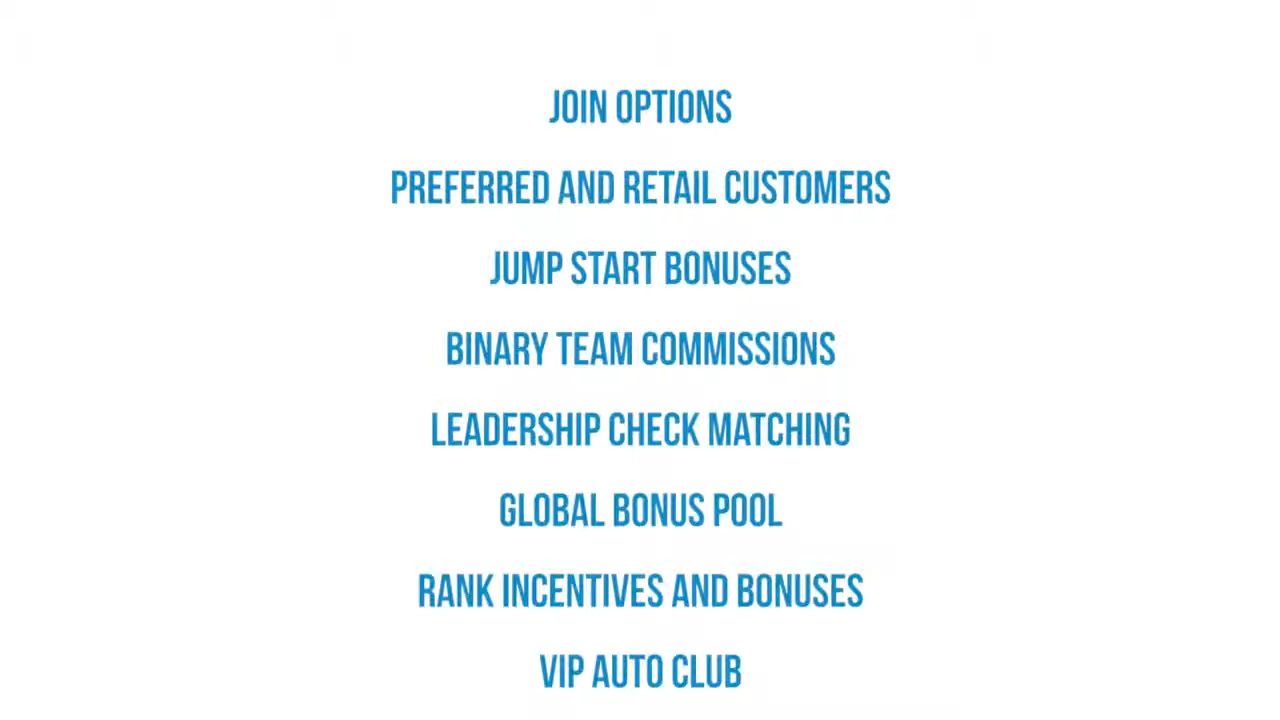 JOIN OPTIONS
PREFERRED AND RETAIL CUSTOMERS
JUMP START BONUSES
BINARY TEAM COMMISSIONS
LEADERSHIP CHECK MATCHING
GLOBAL BONUS POOL
RANK INCENTIVES AND BONUSES
VIP AUTO CLUB